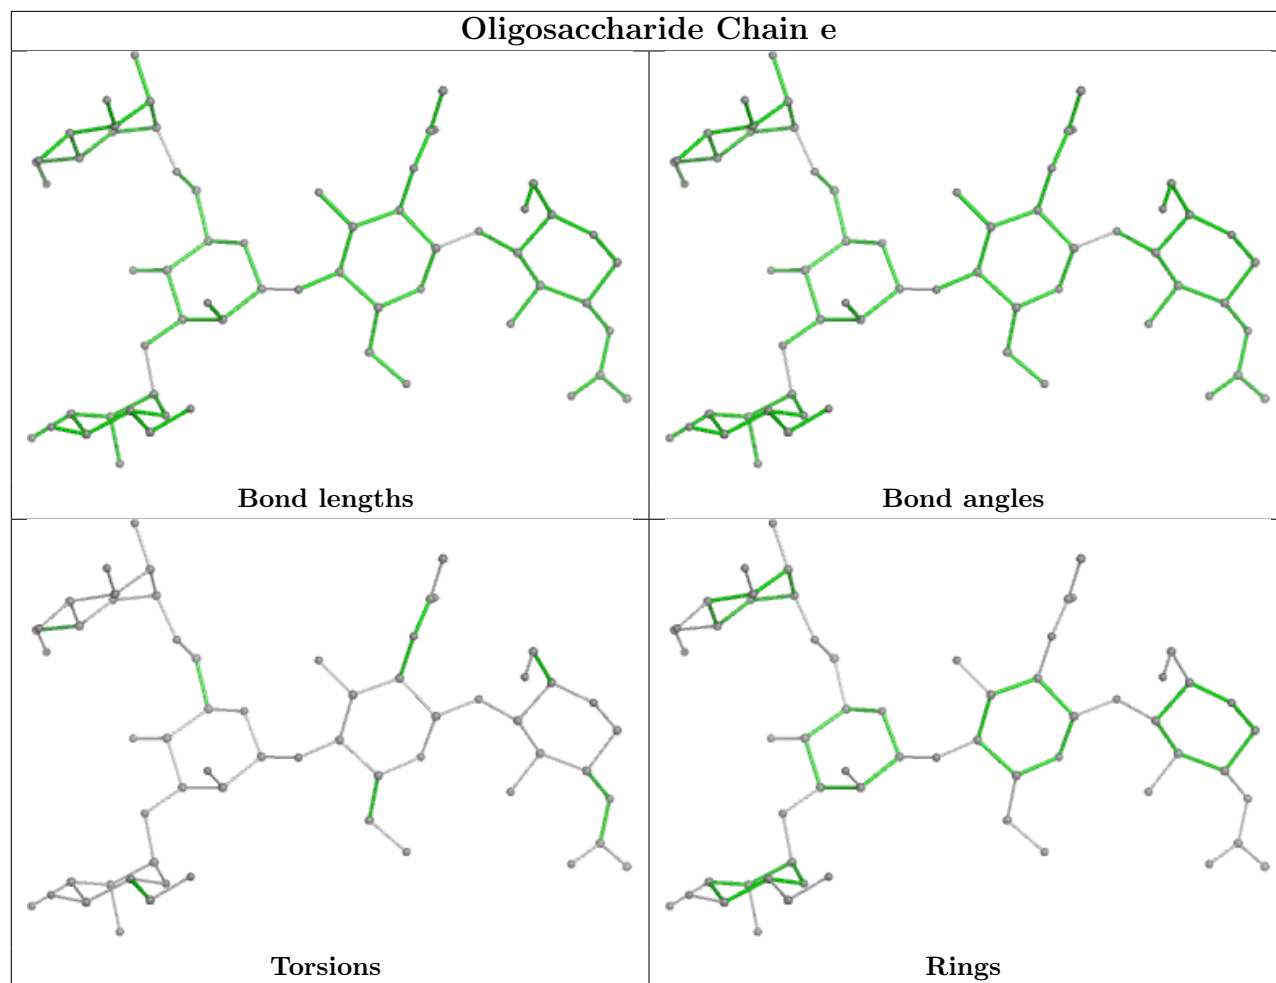 Oligosaccharide Chain e
Bond lengths
Bond angles
Torsions
Rings